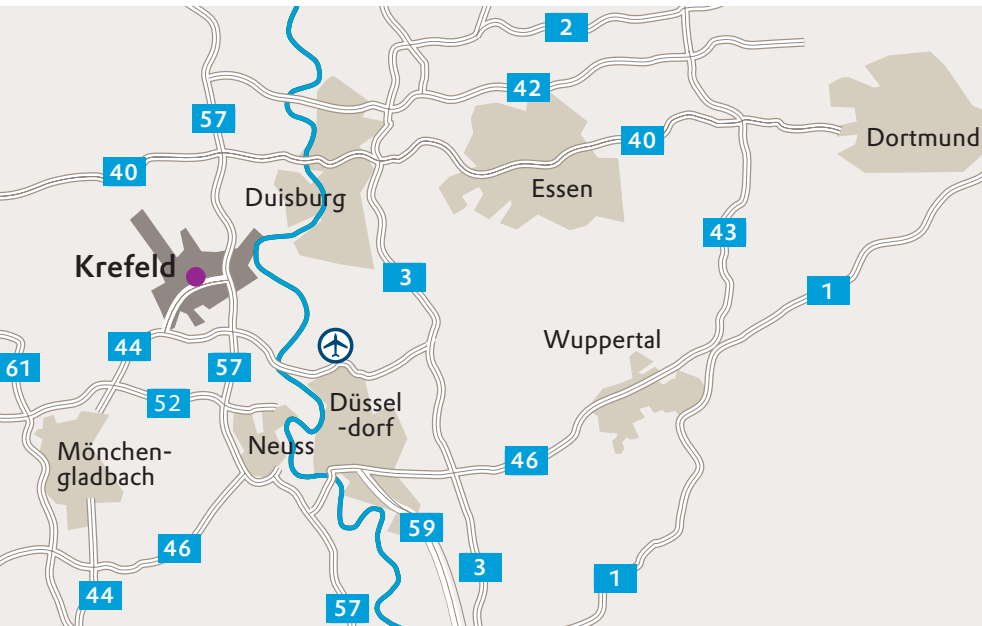 2
42
57
40
Dortmund
40
Essen
Duisburg
43
Krefeld
3
1
Wuppertal
44
61
57
52
Düssel
-dorf
Neuss
Mönchen-
gladbach
46
59
46
3
1
44
57